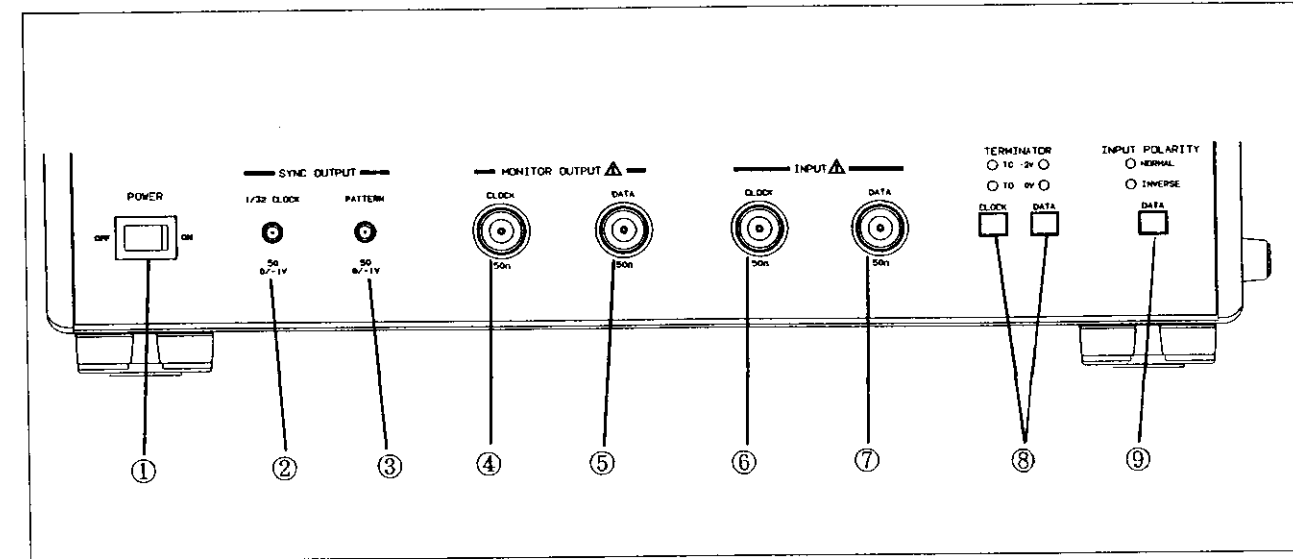 TERMINATOR
INPUT POLARITY
TO -2V
NORMAL
SYNC OUTPUT
MONITOR OUTPUT
INPUT
TO 0V
INVERSE
POWER
1/32 CLOCK
PATTERN
CLOCK
DATA
CLOCK
DATA
CLOCK
DATA
DATA
OFF
ON
50
0/-1V
50
0/-1V
50Ω
50Ω
50Ω
50Ω
①
②
③
④
⑤
⑥
⑦
⑧
⑨